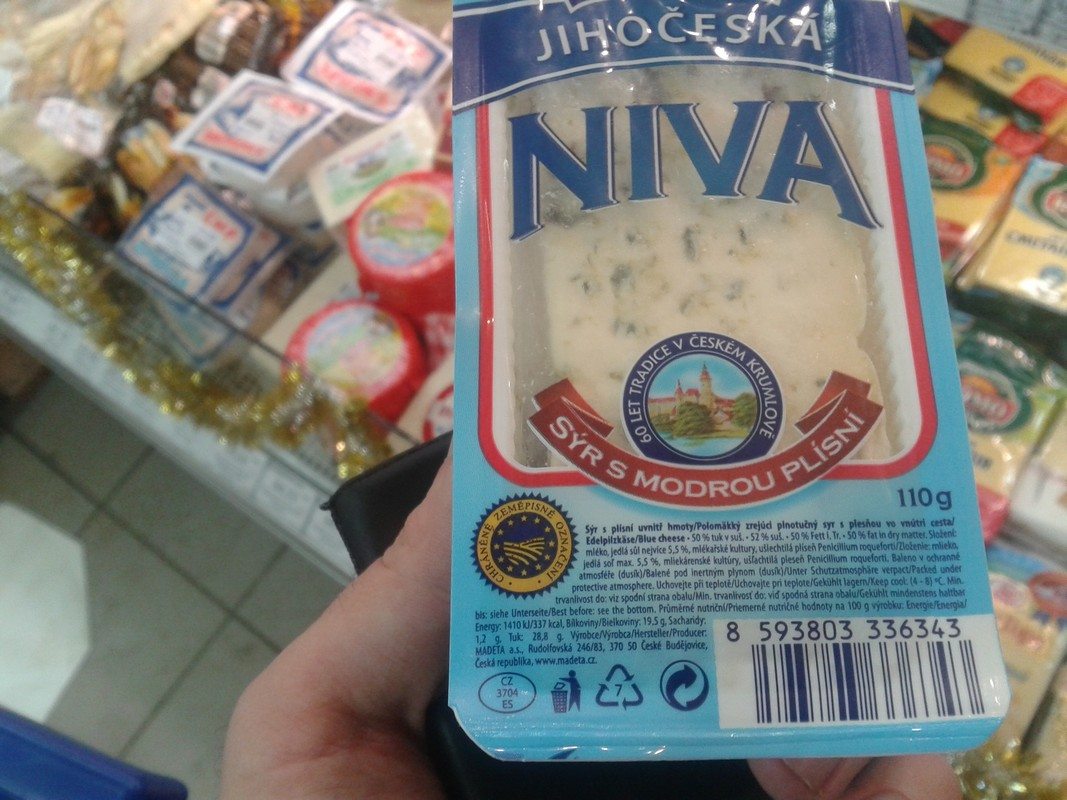 JIHOČESKÁ
NIVA
60 LET TRADICE V ČESKÉM KRUMLOVĚ
SÝR S MODROU PLÍSNÍ
110g
CHRÁNĚNÉ ZEMĚPISNÉ OZNAČENÍ
Sýr s plísní uvnitř hmoty/Polomäkký zrejúci plnotučný syr s plesňou vo vnútri cesta/
Edelpilzkäse/Blue cheese - 50 % tuk v suš. - 52 % suš. - 50 % Fett i. Tr. - 50 % fat in dry matter. Složení:
mléko, jedlá sůl nejvíce 5,5 %, mlékařské kultury, ušlechtilá plíseň Penicillium roqueforti/Zloženie: mlieko,
jedlá soľ max. 5,5 %, mliekárenské kultúry, ušľachtilá pleseň Penicillium roqueforti. Baleno v ochranné
atmosféře (dusík)/Balené pod inertným plynom (dusík)/Unter Schutzatmosphäre verpact/Packed under
protective atmosphere. Uchovejte při teplotě/Uchovajte pri teplote/Gekühlt lagern/Keep cool: (4 - 8) °C. Min.
trvanlivost do: viz spodní strana obalu/Min. trvanlivosť do: viď spodná strana obalu/Gekühlt mindenstens haltbar
bis: siehe Unterseite/Best before: see the bottom. Průměrné nutriční/Priemerné nutričné hodnoty na 100 g výrobku: Energie/Energia/
Energy: 1410 kJ/337 kcal, Bílkoviny/Bielkoviny: 19,5 g, Sacharidy:
1,2 g, Tuk: 28,8 g. Výrobce/Výrobca/Hersteller/Producer:
MADETA a.s., Rudolfovská 246/83, 370 50 České Budějovice,
Česká republika, www.madeta.cz.
CZ
3704
ES
7
8 593803 336343